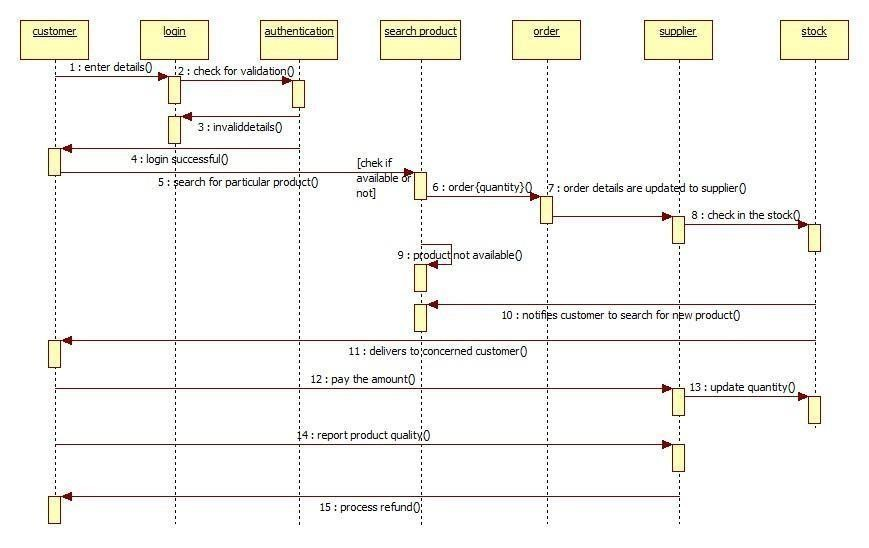 customer login authentication search product order supplier stock
1 : enter details()
2 : check for validation()
3 : invaliddetails()
4 : login successful()
[chek if
available or
not]
5 : search for particular product()
6 : order{quantity}()
7 : order details are updated to supplier()
8 : check in the stock()
9 : product not available()
10 : notifies customer to search for new product()
11 : delivers to concerned customer()
12 : pay the amount()
13 : update quantity()
14 : report product quality()
15 : process refund()